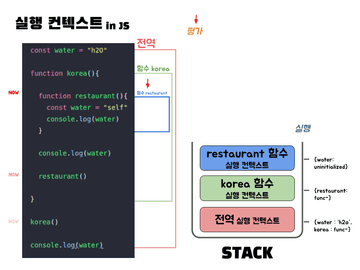 실행 컨텍스트 in JS
평가
전역
const water = "h2O"
함수 korea
function korea(){
NOW
function restaurant(){
함수 restaurant
const water = "self"
console.log(water)
}
실행
console.log(water)
restaurant 함수
실행 컨텍스트
{water:
uninitialized}
NOW
restaurant()
korea 함수
실행 컨텍스트
{restaurant:
func~}
}
NOW
korea()
전역 실행 컨텍스트
{water : 'h2o',
korea : func~}
console.log(water)
STACK